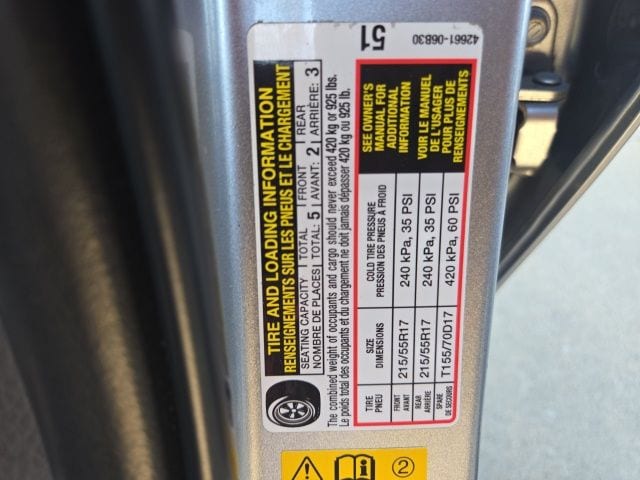 TIRE AND LOADING INFORMATION
RENSEIGNEMENTS SUR LES PNEUS ET LE CHARGEMENT
SEATING CAPACITY | TOTAL 5 | FRONT 2 | REAR 3
NOMBRE DE PLACES | TOTAL: | AVANT: | ARRIÈRE:
The combined weight of occupants and cargo should never exceed 420 kg or 925 lbs.
Le poids total des occupants et du chargement ne doit jamais dépasser 420 kg ou 925 lb.
TIRE SIZE COLD TIRE PRESSURE
PNEU DIMENSIONS PRESSION DES PNEUS À FROID
FRONT AVANT 215/55R17 240 kPa, 35 PSI
REAR ARRIÈRE 215/55R17 240 kPa, 35 PSI
SPARE DE SECOURS T155/70D17 420 kPa, 60 PSI
SEE OWNER'S
MANUAL FOR
ADDITIONAL
INFORMATION
VOIR LE MANUEL
DE L'USAGER
POUR PLUS DE
RENSEIGNEMENTS
51
42661-06B30
2